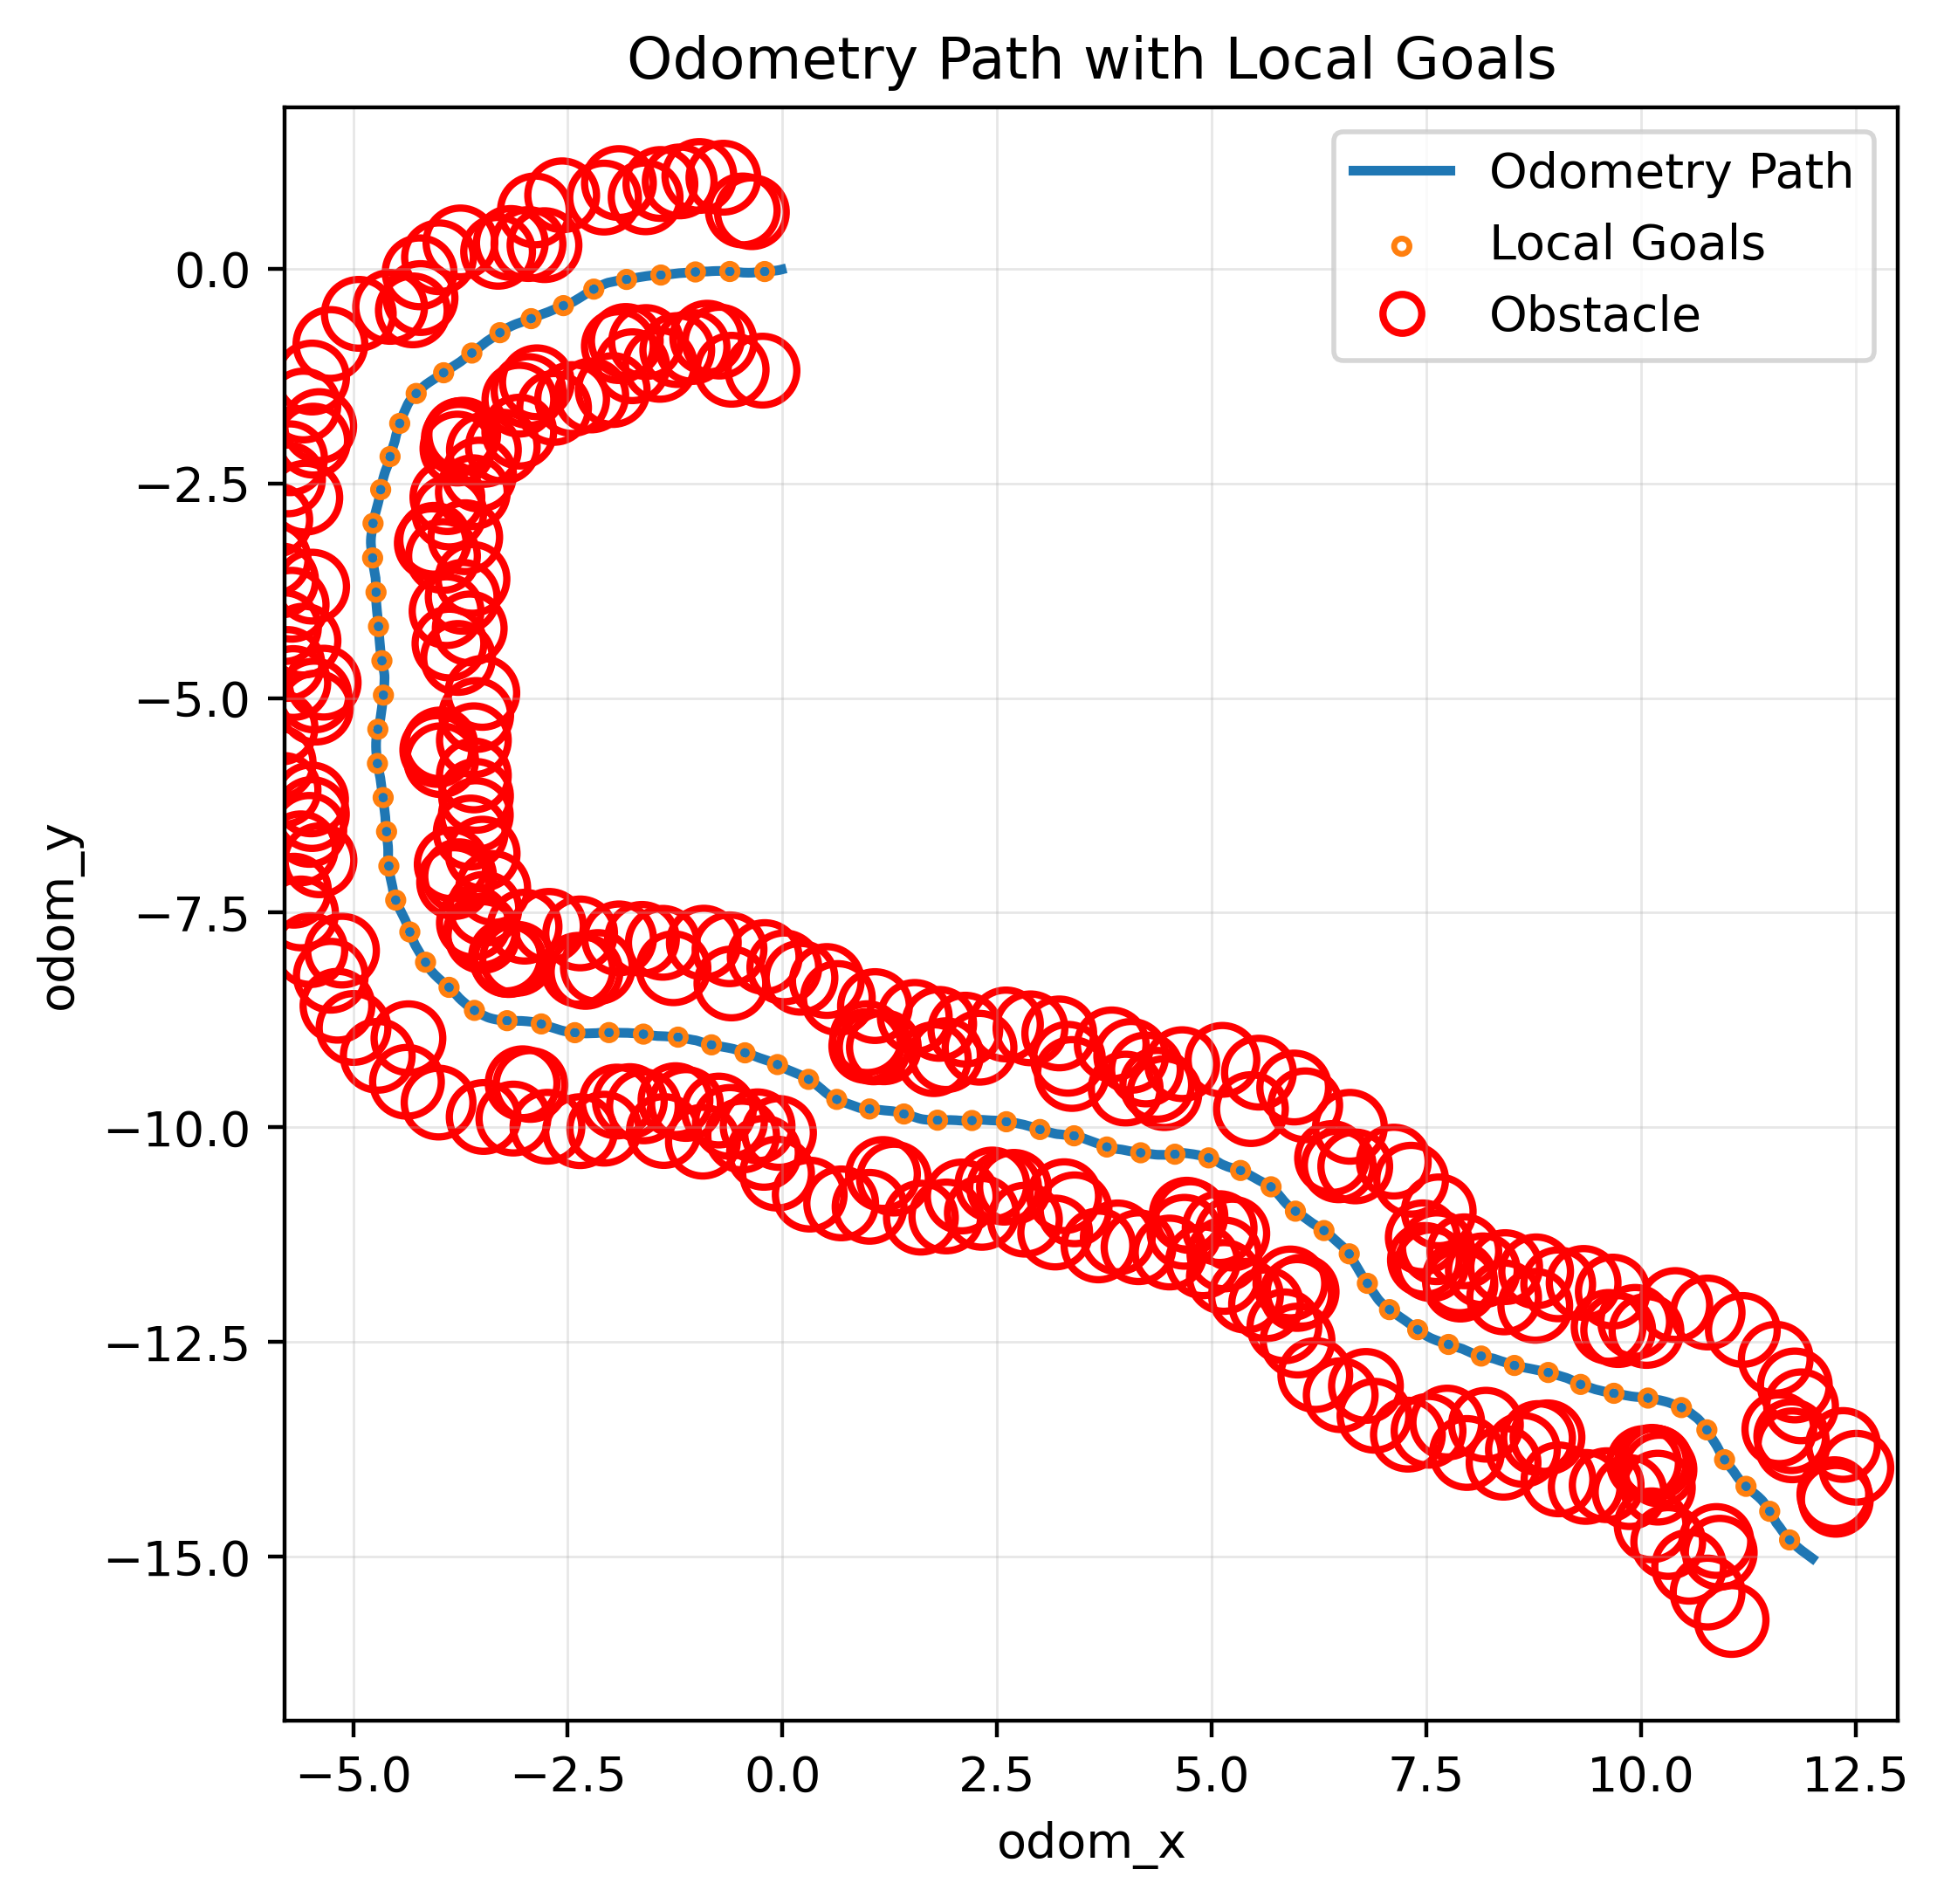 Odometry Path with Local Goals
Odometry Path
Local Goals
Obstacle
odom_y
0.0
−2.5
−5.0
−7.5
−10.0
−12.5
−15.0
−5.0 −2.5 0.0 2.5 5.0 7.5 10.0 12.5
odom_x